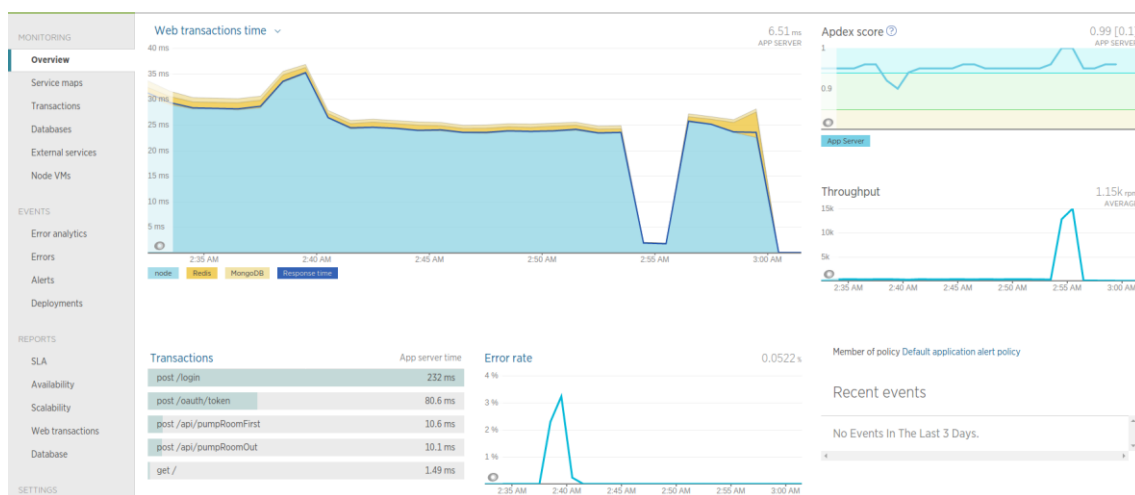 MONITORING
Overview
Service maps
Transactions
Databases
External services
Node VMs
EVENTS
Error analytics
Errors
Alerts
Deployments
REPORTS
SLA
Availability
Scalability
Web transactions
Database
SETTINGS
Web transactions time
6.51 ms
APP SERVER
40 ms
35 ms
30 ms
25 ms
20 ms
15 ms
10 ms
5 ms
2:35 AM 2:40 AM 2:45 AM 2:50 AM 2:55 AM 3:00 AM
node Redis MongoDB Response time
Apdex score ?
0.99 [0.1
APP SERVER
1
0.9
App Server
Throughput
1.15k rpm
AVERAGE
15k
10k
5k
2:35 AM 2:40 AM 2:45 AM 2:50 AM 2:55 AM 3:00 AM
Transactions App server time
post /login 232 ms
post /oauth/token 80.6 ms
post /api/pumpRoomFirst 10.6 ms
post /api/pumpRoomOut 10.1 ms
get / 1.49 ms
Error rate
0.0522 %
4 %
3 %
2 %
1 %
2:35 AM 2:40 AM 2:45 AM 2:50 AM 2:55 AM 3:00 AM
Member of policy Default application alert policy
Recent events
No Events In The Last 3 Days.